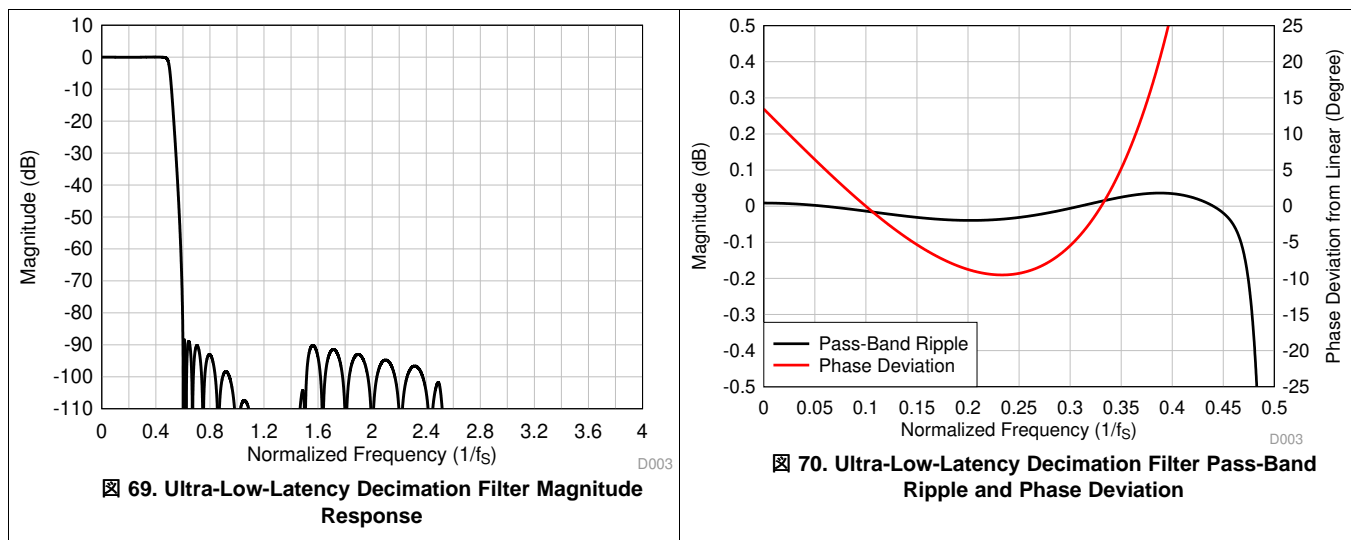 10
0
-10
-20
-30
-40
-50
-60
-70
-80
-90
-100
-110
Magnitude (dB)
0 0.4 0.8 1.2 1.6 2 2.4 2.8 3.2 3.6 4
Normalized Frequency (1/fS)
D003
図 69. Ultra-Low-Latency Decimation Filter Magnitude
Response
0.5
0.4
0.3
0.2
0.1
0
-0.1
-0.2
-0.3
-0.4
-0.5
Magnitude (dB)
25
20
15
10
5
0
-5
-10
-15
-20
-25
Phase Deviation from Linear (Degree)
Pass-Band Ripple
Phase Deviation
0 0.05 0.1 0.15 0.2 0.25 0.3 0.35 0.4 0.45 0.5
Normalized Frequency (1/fS)
D003
図 70. Ultra-Low-Latency Decimation Filter Pass-Band
Ripple and Phase Deviation